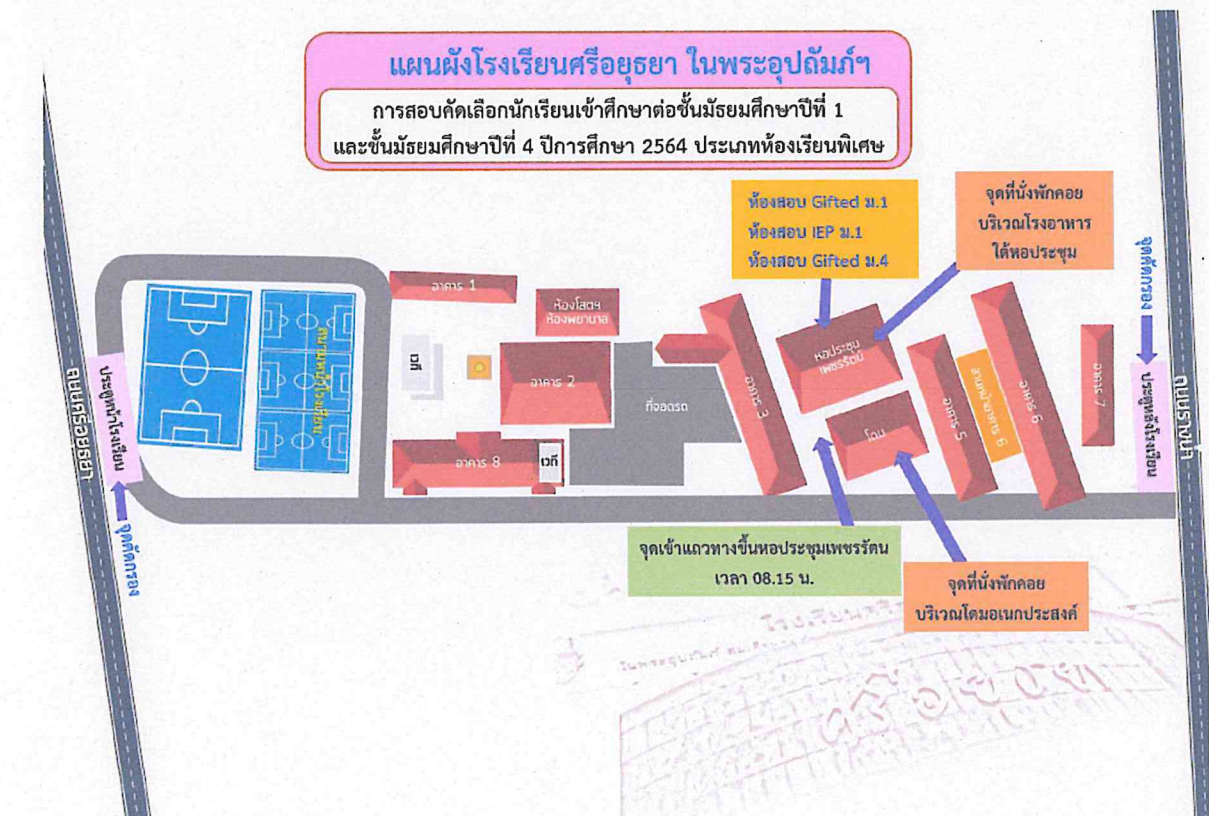 แผนผังโรงเรียนศรีอยุธยา ในพระอุปถัมภ์ฯ
การสอบคัดเลือกนักเรียนเข้าศึกษาต่อชั้นมัธยมศึกษาปีที่ 1
และชั้นมัธยมศึกษาปีที่ 4 ปีการศึกษา 2564 ประเภทห้องเรียนพิเศษ
ห้องสอบ Gifted ม.1
ห้องสอบ IEP ม.1
ห้องสอบ Gifted ม.4
จุดที่นั่งพักคอย
บริเวณโรงอาหาร
ใต้หอประชุม
จุดคัดกรอง
ประตูหลังโรงเรียน
ถนนรางน้ำ
อาคาร 1
ห้องโสตฯ
ห้องพยาบาล
เวที
อาคาร 2
ที่จอดรถ
อาคาร 3
หอประชุม
เพชรรัตน์
โดม
อาคาร 5
อาคาร 6
อาคาร 7
อาคาร 8
เวที
สนามหน้าโรงเรียน
ประตูหน้าโรงเรียน
ถนนศรีอยุธยา
จุดคัดกรอง
จุดเข้าแถวทางขึ้นหอประชุมเพชรรัตน
เวลา 08.15 น.
จุดที่นั่งพักคอย
บริเวณโดมอเนกประสงค์